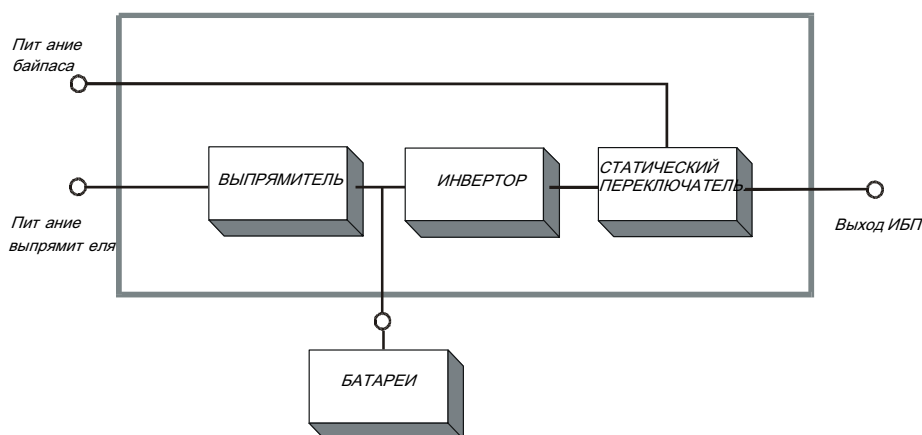 Пит ание
байпаса
ВЫПРЯМИТЕЛЬ
ИНВЕРТОР
СТАТИЧЕСКИЙ
ПЕРЕКЛЮЧАТЕЛЬ
Пит ание
выпрямит еля
Выход ИБП
БАТАРЕИ